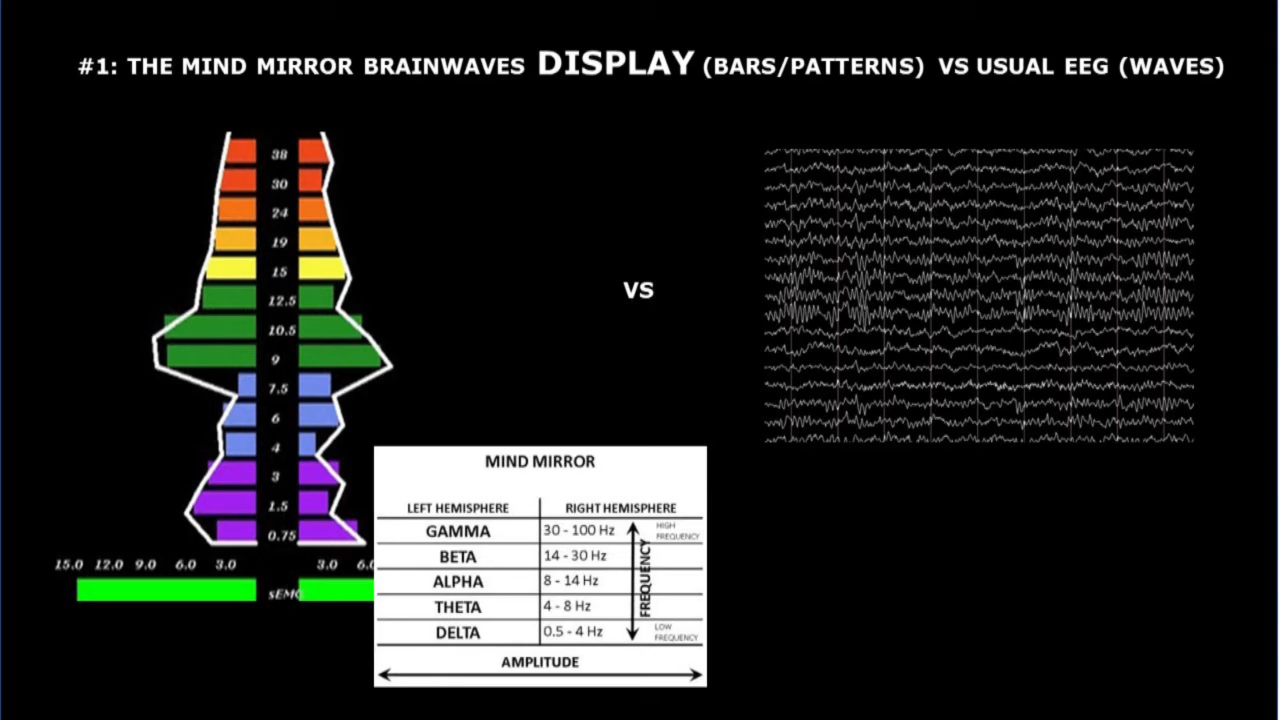 #1: THE MIND MIRROR BRAINWAVES DISPLAY (BARS/PATTERNS) VS USUAL EEG (WAVES)
38
30
24
19
15
12.5
10.5
9
7.5
6
4
3
1.5
0.75
15.0 12.0 9.0 6.0 3.0 3.0 6.0
sEMG
VS
MIND MIRROR
LEFT HEMISPHERE RIGHT HEMISPHERE
GAMMA 30 - 100 Hz HIGH FREQUENCY
BETA 14 - 30 Hz
ALPHA 8 - 14 Hz
THETA 4 - 8 Hz
DELTA 0.5 - 4 Hz LOW FREQUENCY
FREQUENCY
AMPLITUDE